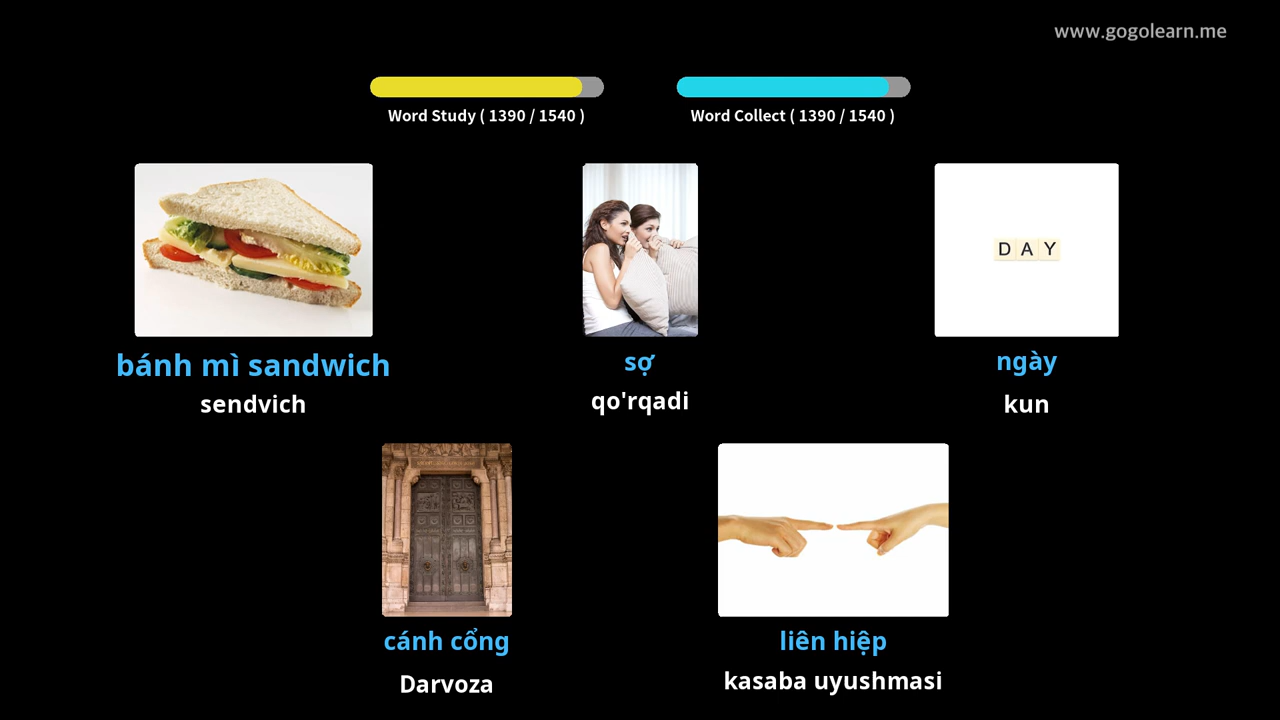 www.gogolearn.me
Word Study ( 1390 / 1540 )
Word Collect ( 1390 / 1540 )
DAY
bánh mì sandwich
sendvich
sợ
qo'rqadi
ngày
kun
cánh cổng
Darvoza
liên hiệp
kasaba uyushmasi